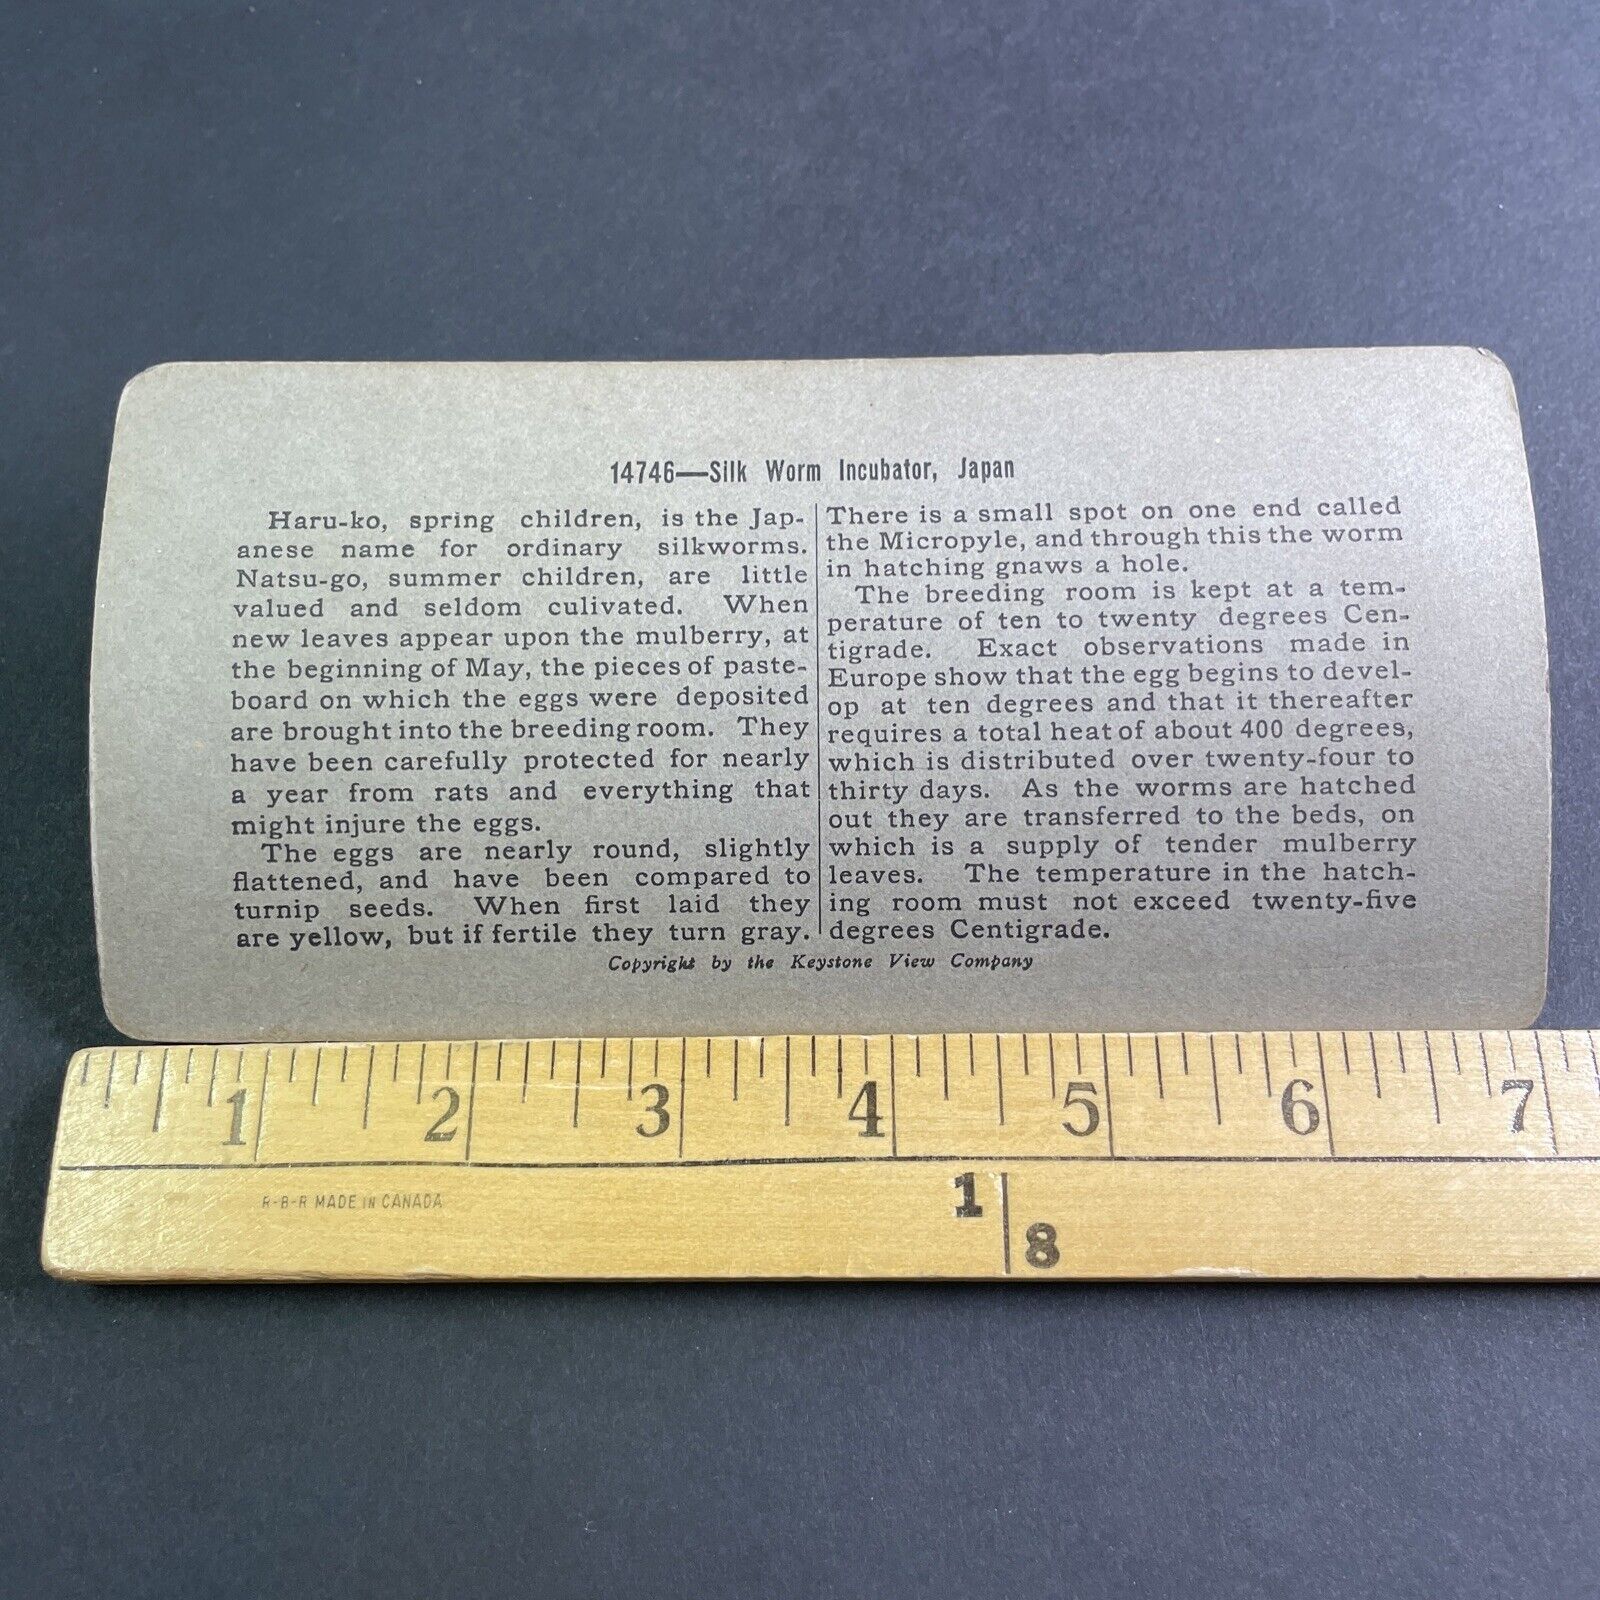 14746—Silk Worm Incubator, Japan
Haru-ko, spring children, is the Jap-
anese name for ordinary silkworms.
Natsu-go, summer children, are little
valued and seldom culivated. When
new leaves appear upon the mulberry, at
the beginning of May, the pieces of paste-
board on which the eggs were deposited
are brought into the breeding room. They
have been carefully protected for nearly
a year from rats and everything that
might injure the eggs.
The eggs are nearly round, slightly
flattened, and have been compared to
turnip seeds. When first laid they
are yellow, but if fertile they turn gray.
There is a small spot on one end called
the Micropyle, and through this the worm
in hatching gnaws a hole.
The breeding room is kept at a tem-
perature of ten to twenty degrees Cen-
tigrade. Exact observations made in
Europe show that the egg begins to devel-
op at ten degrees and that it thereafter
requires a total heat of about 400 degrees,
which is distributed over twenty-four to
thirty days. As the worms are hatched
out they are transferred to the beds, on
which is a supply of tender mulberry
leaves. The temperature in the hatch-
ing room must not exceed twenty-five
degrees Centigrade.
Copyright by the Keystone View Company
1 2 3 4 5 6 7
R-B-R MADE IN CANADA
1
8